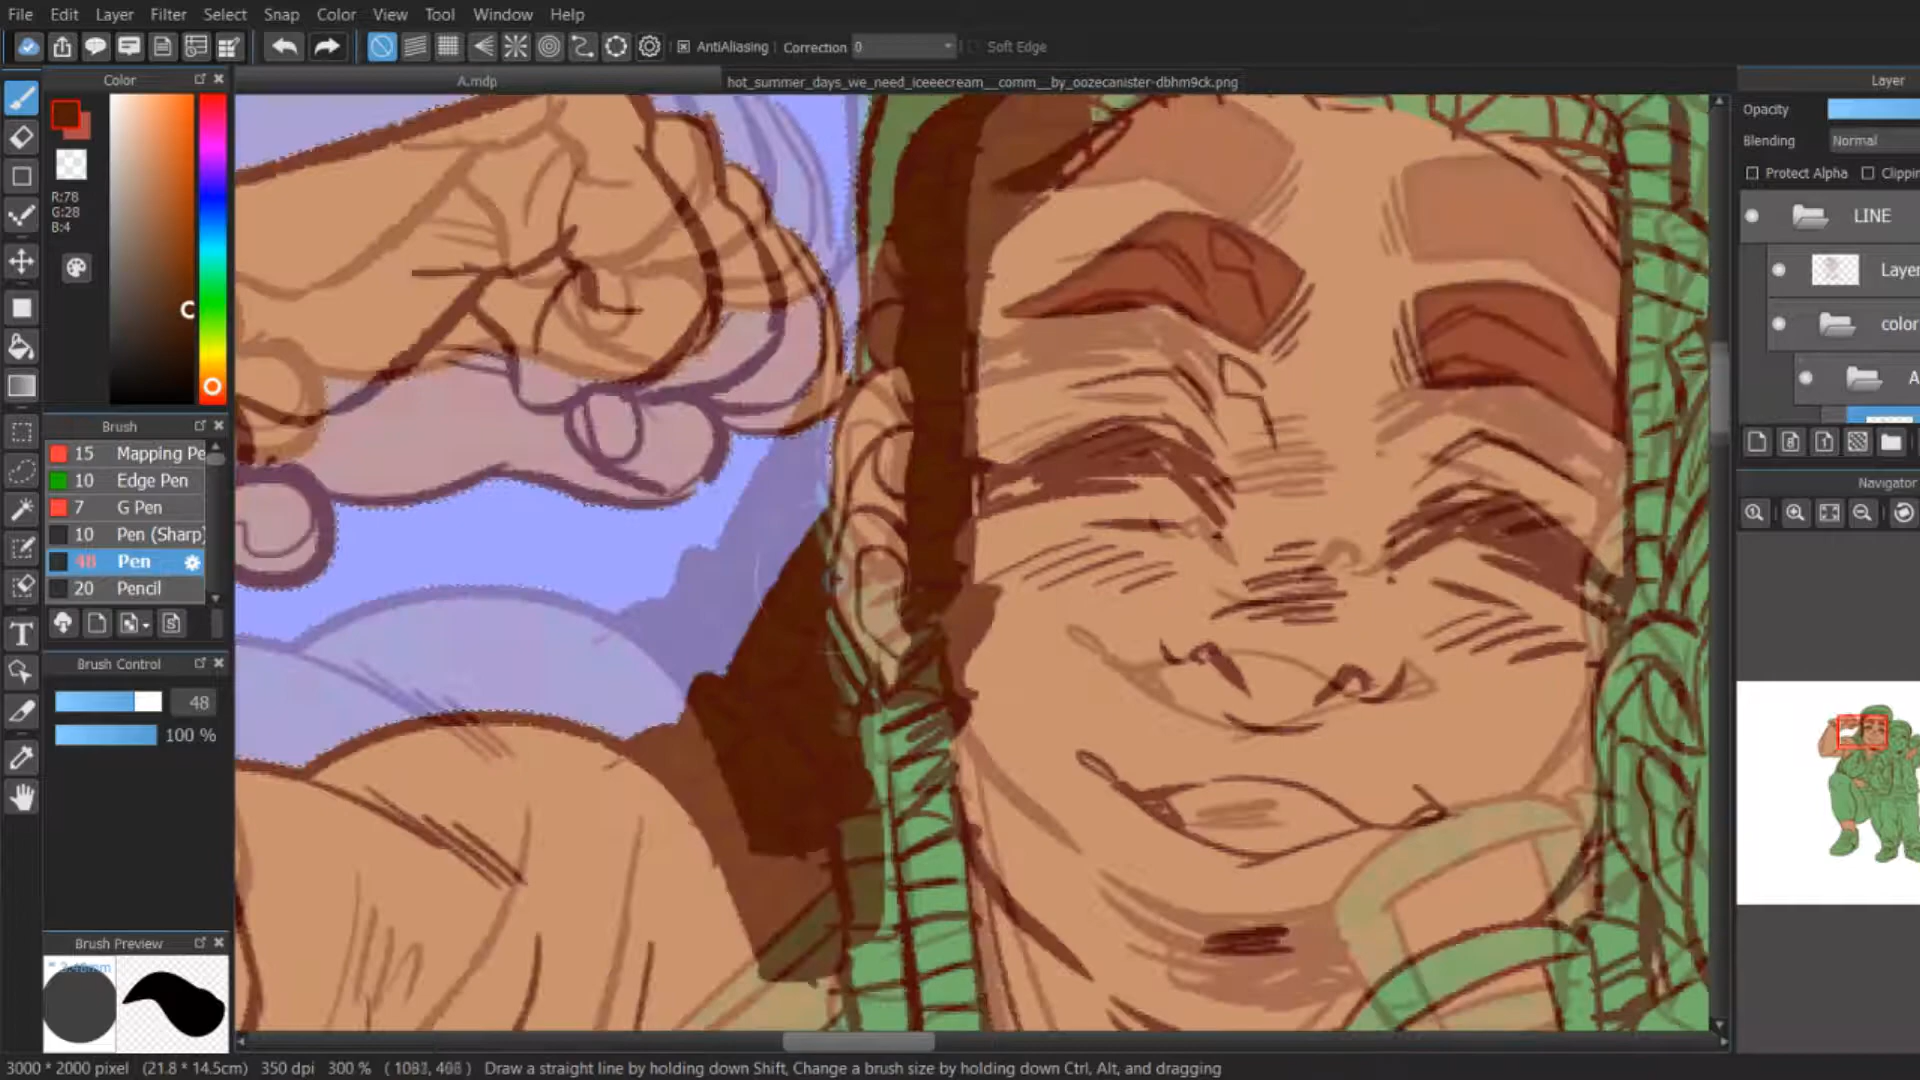 File Edit Layer Filter Select Snap Color View Tool Window Help
AntiAliasing Correction 0 Soft Edge
Color
A.mdp
hot_summer_days_we_need_iceeecream__comm__by_oozecanister-dbhm9ck.png
Layer
Opacity
Blending Normal
Protect Alpha Clippin
LINE
Laye
color
A
R:78
G:28
B:4
Brush
15 Mapping Pe
10 Edge Pen
7 G Pen
10 Pen (Sharp)
48 Pen
20 Pencil
Brush Control
48
100 %
Navigator
Brush Preview
T
3000 * 2000 pixel (21.8 * 14.5cm) 350 dpi 300 % Draw a straight line by holding down Shift, Change a brush size by holding down Ctrl, Alt, and dragging